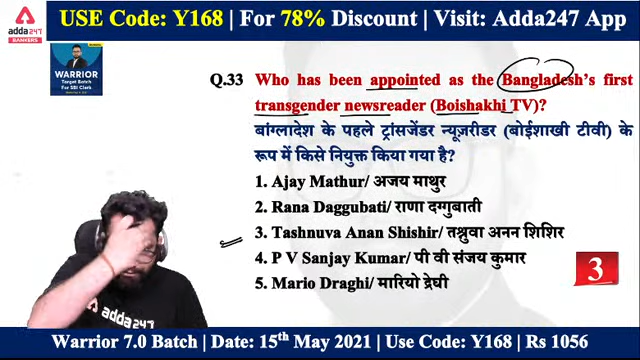 USE Code: Y168 | For 78% Discount | Visit: Adda247 App
adda247
BANKERS
WARRIOR
Target Batch
For SBI Clerk
Q.33 Who has been appointed as the Bangladesh's first
transgender newsreader (Boishakhi TV)?
बांग्लादेश के पहले ट्रांसजेंडर न्यूज़रीडर (बोईशाखी टीवी) के
रूप में किसे नियुक्त किया गया है?
1. Ajay Mathur/ अजय माथुर
2. Rana Daggubati/ राणा दग्गुबाती
3. Tashnuva Anan Shishir/ तश्नुवा अनन शिशिर
4. P V Sanjay Kumar/ पी वी संजय कुमार
5. Mario Draghi/ मारियो द्रेघी
3
adda247
Warrior 7.0 Batch | Date: 15th May 2021 | Use Code: Y168 | Rs 1056